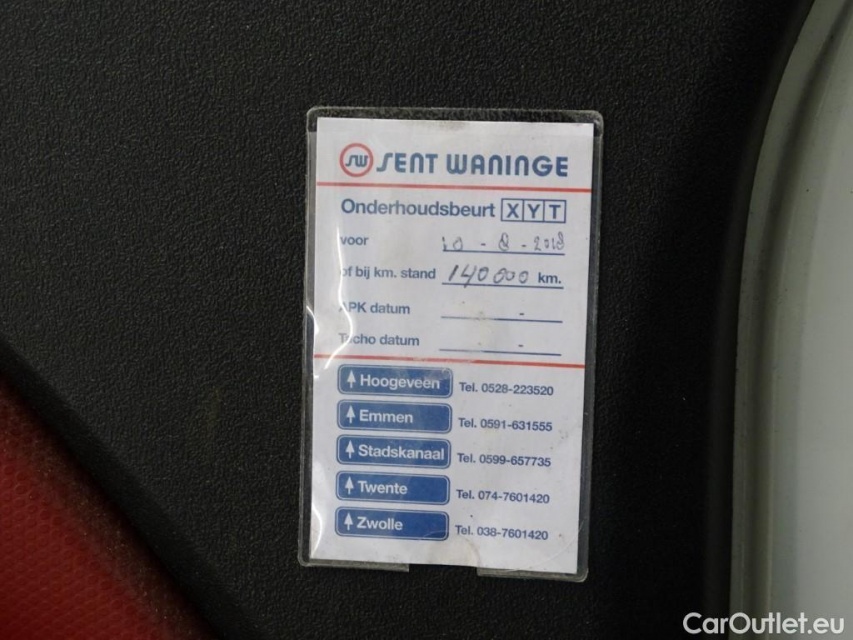 SW SENT WANINGE
Onderhoudsbeurt X Y T
voor 10 - 8 - 2018
of bij km. stand 140000 km.
APK datum -
Tacho datum -
Hoogeveen Tel. 0528-223520
Emmen Tel. 0591-631555
Stadskanaal Tel. 0599-657735
Twente Tel. 074-7601420
Zwolle Tel. 038-7601420
CarOutlet.eu